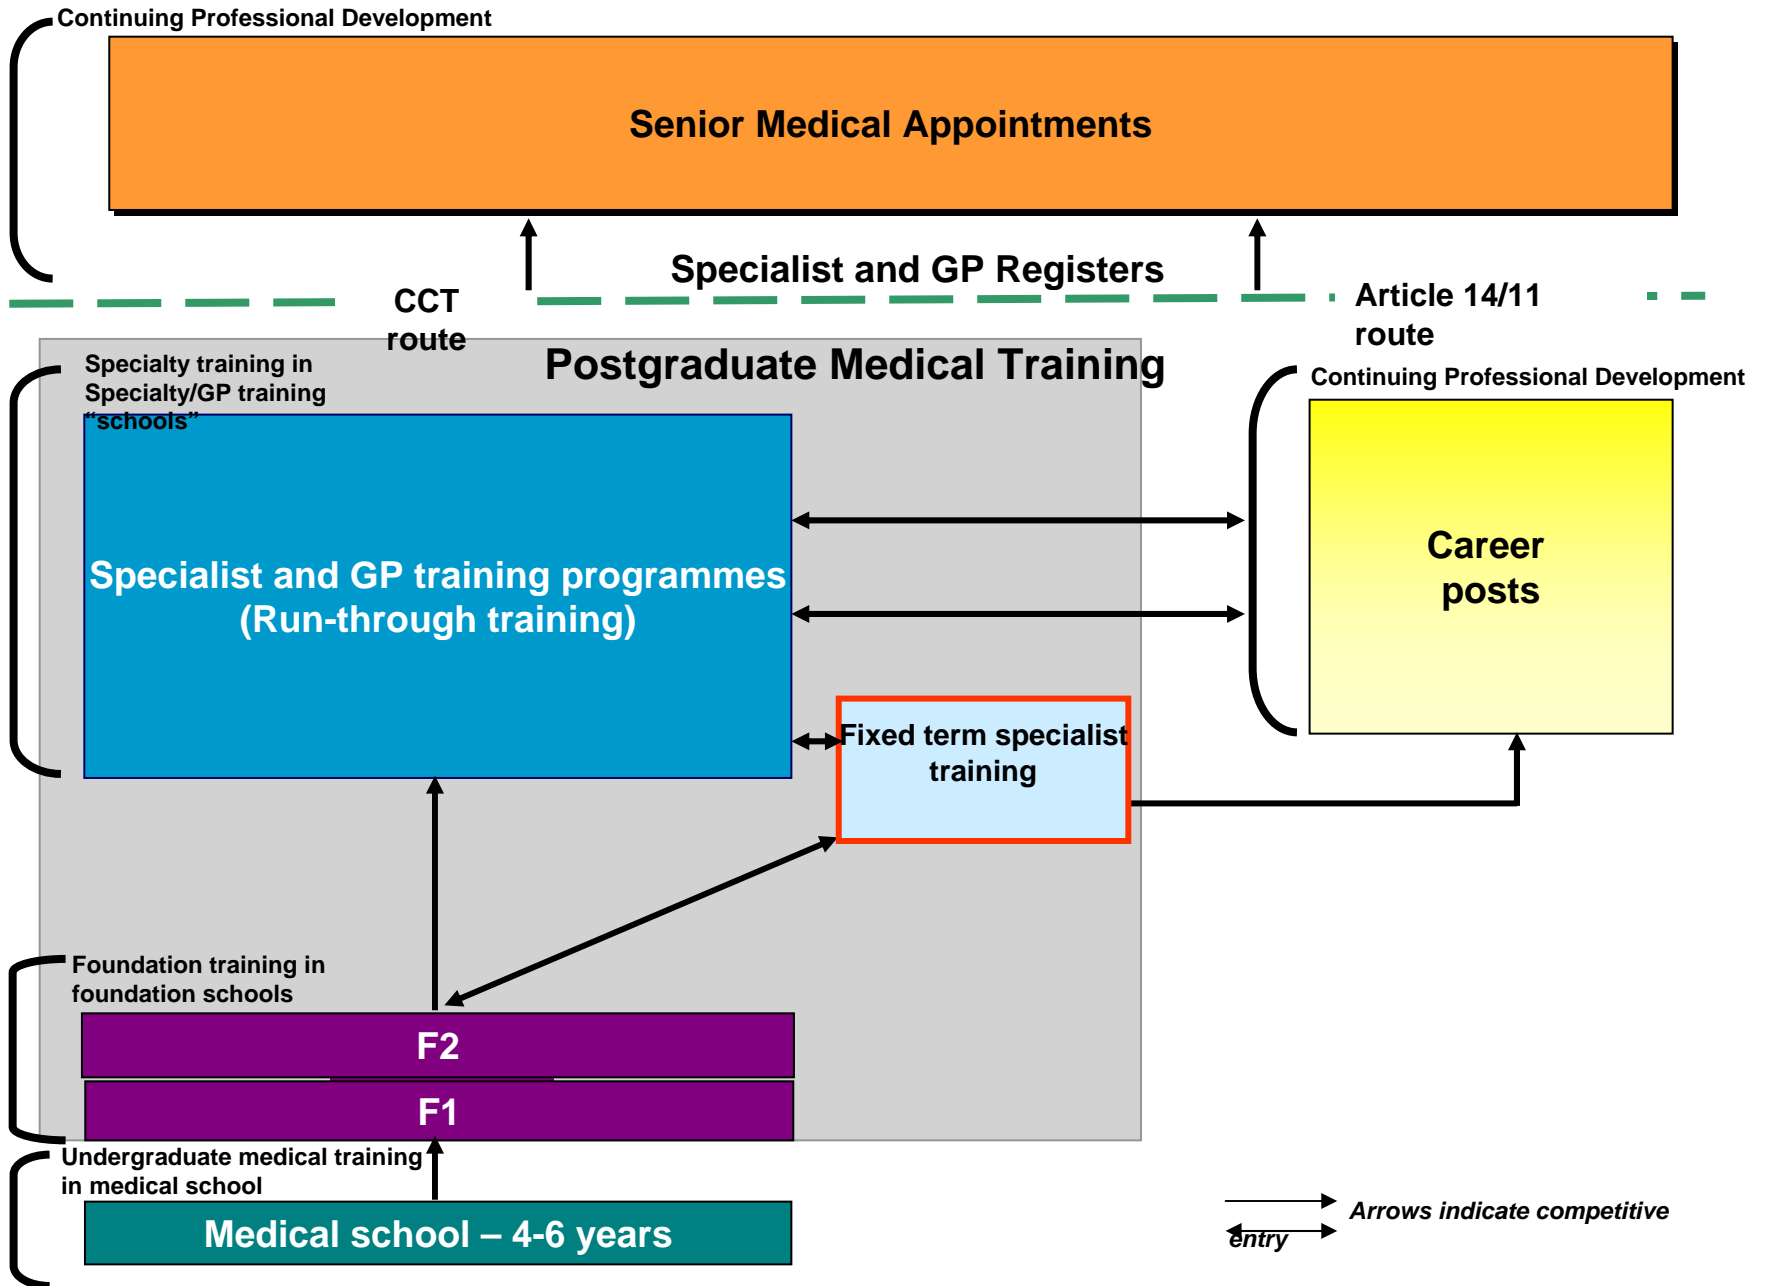 Continuing Professional Development
Senior Medical Appointments
Specialist and GP Registers
CCT
route
Article 14/11
route
Postgraduate Medical Training
Specialty training in
Specialty/GP training
“schools”
Continuing Professional Development
Specialist and GP training programmes
(Run-through training)
Career
posts
Fixed term specialist
training
Foundation training in
foundation schools
F2
F1
Undergraduate medical training
in medical school
Medical school – 4-6 years
Arrows indicate competitive
entry